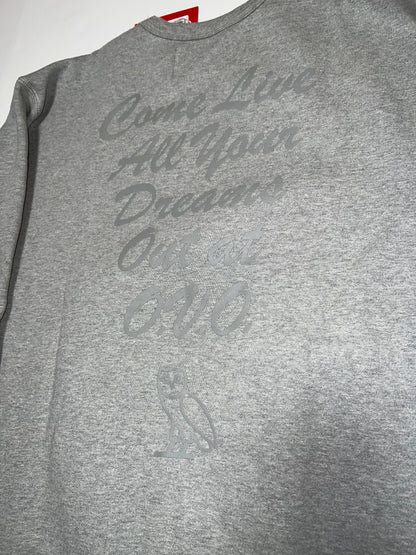 Come Live
All Your
Dreams
Out at
O.V.O.